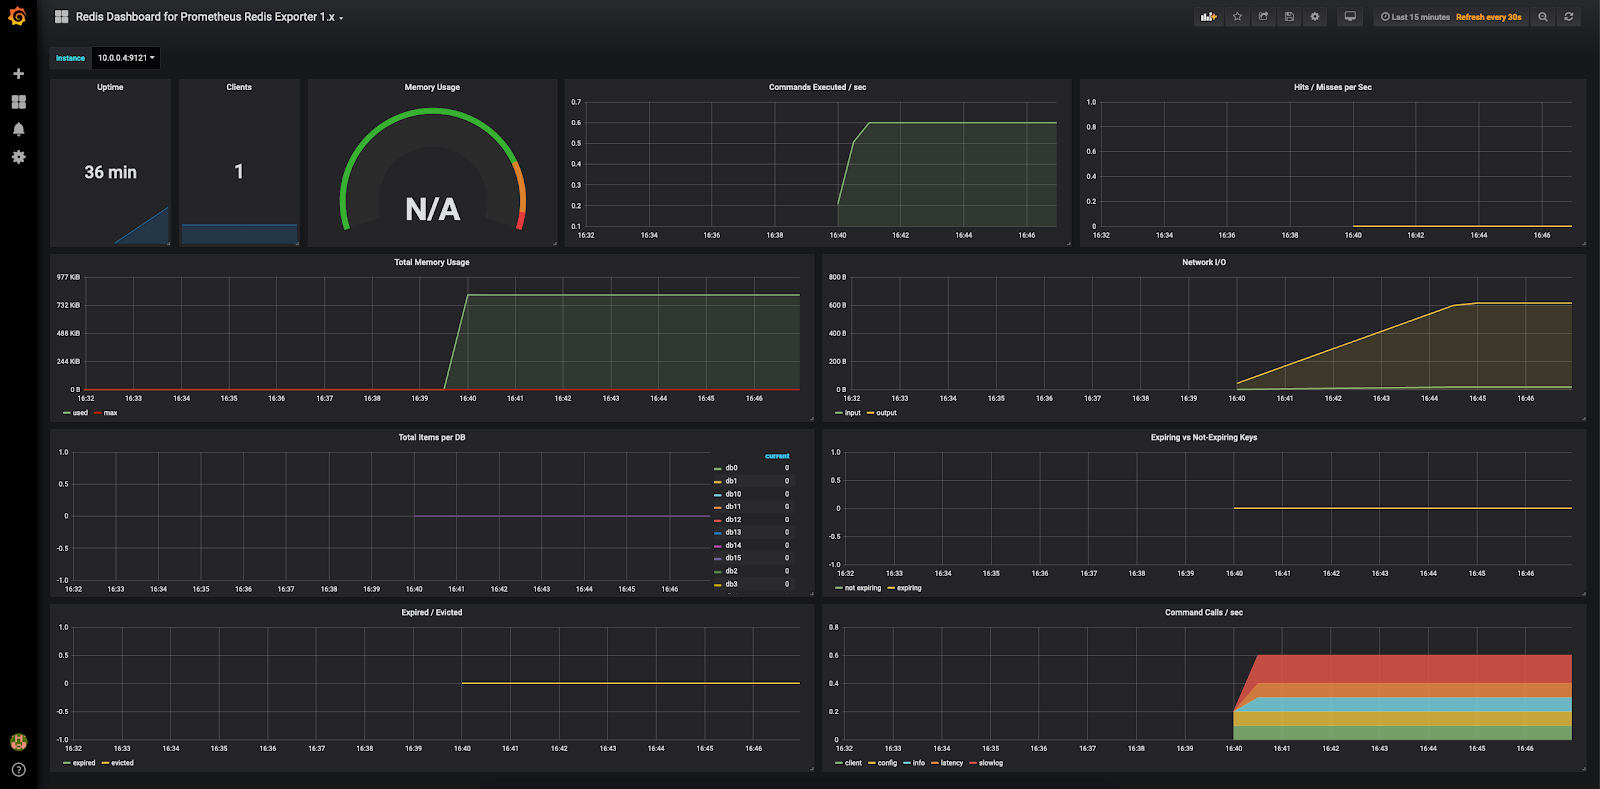 Redis Dashboard for Prometheus Redis Exporter 1.x
Last 15 minutes Refresh every 30s
Instance 10.0.0.4:9121
Uptime
36 min
Clients
1
Memory Usage
N/A
Commands Executed / sec
0.7
0.6
0.5
0.4
0.3
0.2
0.1
16:32 16:34 16:36 16:38 16:40 16:42 16:44 16:46
Hits / Misses per Sec
1.0
0.8
0.6
0.4
0.2
0
16:32 16:34 16:36 16:38 16:40 16:42 16:44 16:46
Total Memory Usage
977 KiB
732 KiB
488 KiB
244 KiB
0 B
16:32 16:33 16:34 16:35 16:36 16:37 16:38 16:39 16:40 16:41 16:42 16:43 16:44 16:45 16:46
used max
Network I/O
800 B
600 B
400 B
200 B
0 B
16:32 16:33 16:34 16:35 16:36 16:37 16:38 16:39 16:40 16:41 16:42 16:43 16:44 16:45 16:46
input output
Total Items per DB
1.0
0.5
0
-0.5
-1.0
16:32 16:33 16:34 16:35 16:36 16:37 16:38 16:39 16:40 16:41 16:42 16:43 16:44 16:45 16:46
current
db0 0
db1 0
db10 0
db11 0
db12 0
db13 0
db14 0
db15 0
db2 0
db3 0
Expiring vs Not-Expiring Keys
1.0
0.5
0
-0.5
-1.0
16:32 16:33 16:34 16:35 16:36 16:37 16:38 16:39 16:40 16:41 16:42 16:43 16:44 16:45 16:46
not expiring expiring
Expired / Evicted
1.0
0.5
0
-0.5
-1.0
16:32 16:33 16:34 16:35 16:36 16:37 16:38 16:39 16:40 16:41 16:42 16:43 16:44 16:45 16:46
expired evicted
Command Calls / sec
0.8
0.6
0.4
0.2
0
16:32 16:33 16:34 16:35 16:36 16:37 16:38 16:39 16:40 16:41 16:42 16:43 16:44 16:45 16:46
client config info latency slowlog